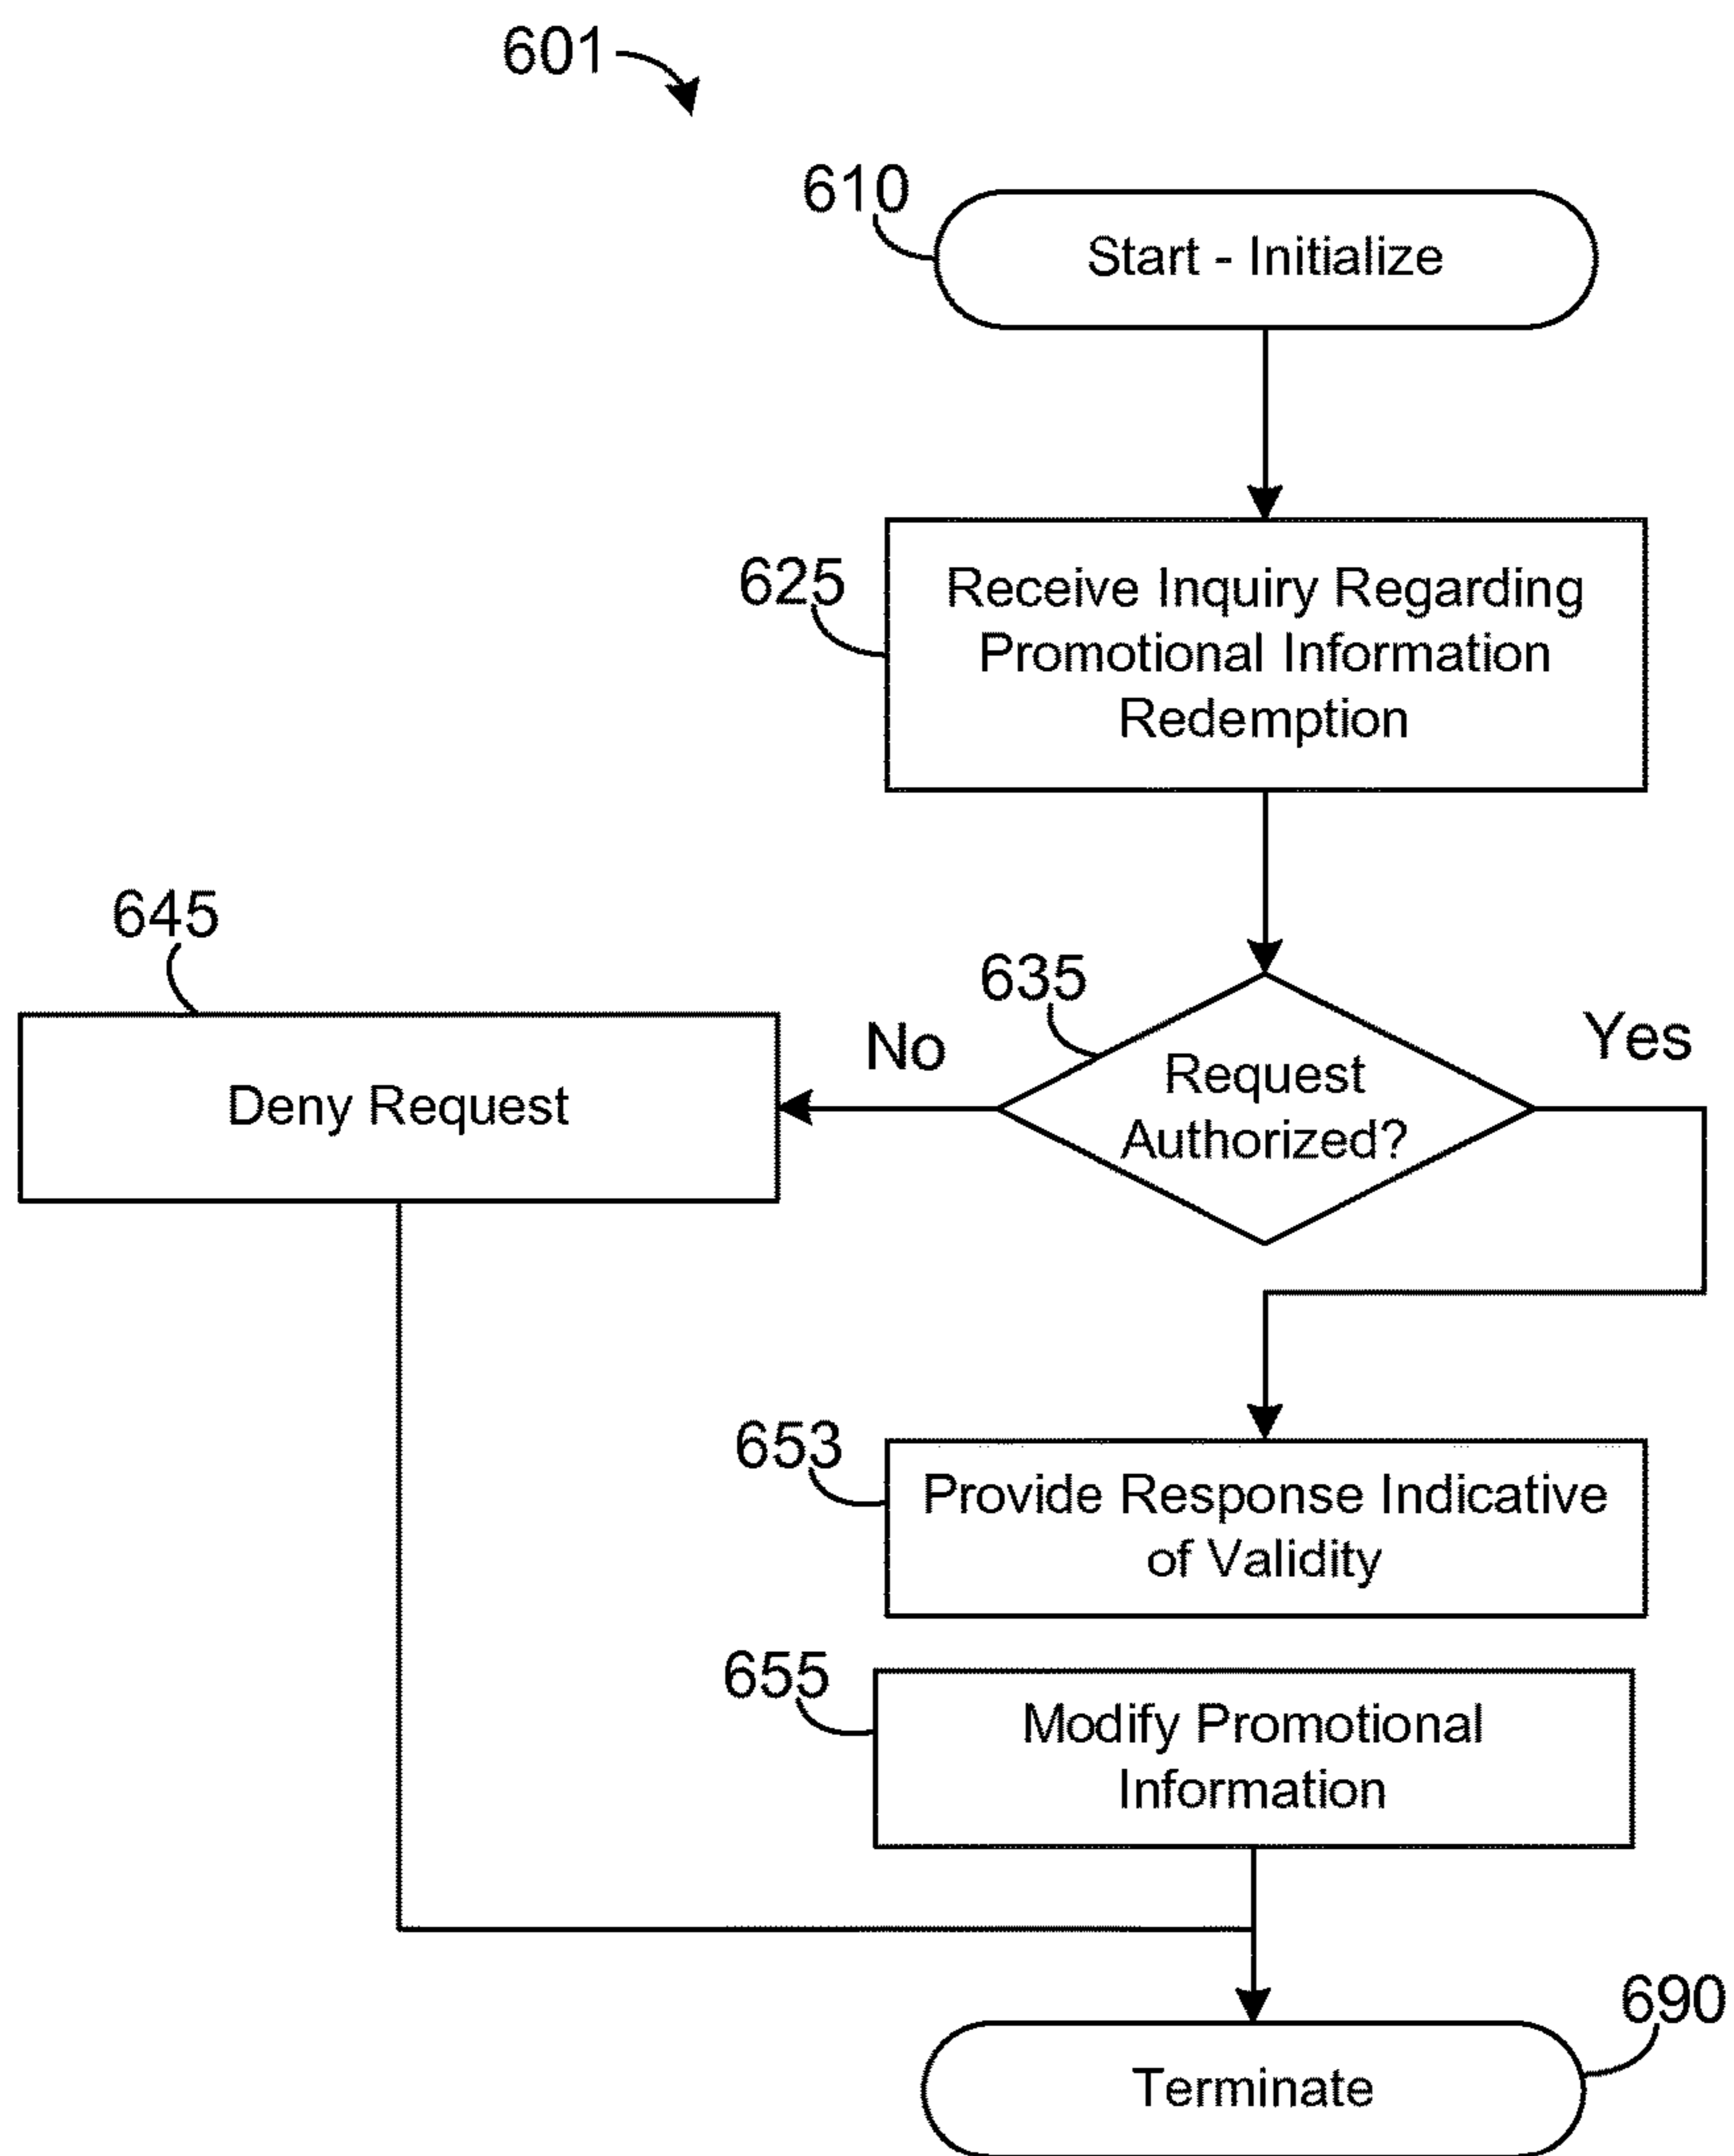 601
610
Start - Initialize
625
Receive Inquiry Regarding
Promotional Information
Redemption
645
Deny Request
No
635
Request
Authorized?
Yes
653
Provide Response Indicative
of Validity
655
Modify Promotional
Information
690
Terminate